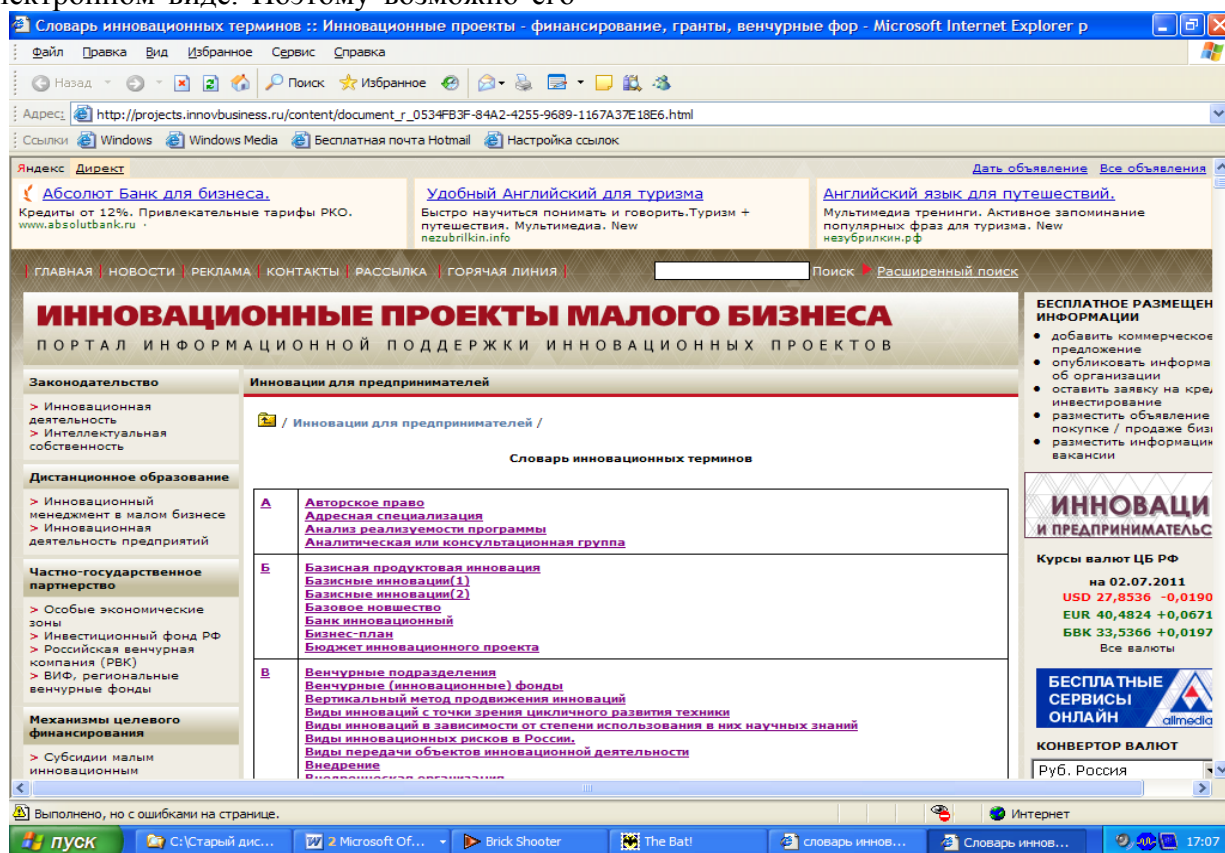 лектронном виде. Поэтому возможно его
Словарь инновационных терминов :: Инновационные проекты - финансирование, гранты, венчурные фор - Microsoft Internet Explorer p
Файл Правка Вид Избранное Сервис Справка
Назад Поиск Избранное
Адрес: http://projects.innovbusiness.ru/content/document_r_0534FB3F-84A2-4255-9689-1167A37E18E6.html
Ссылки Windows Windows Media Бесплатная почта Hotmail Настройка ссылок
Яндекс Директ
Дать объявление Все объявления
Абсолют Банк для бизнеса.
Кредиты от 12%. Привлекательные тарифы РКО.
www.absolutbank.ru ·
Удобный Английский для туризма
Быстро научиться понимать и говорить.Туризм +
путешествия. Мультимедиа. New
nezubrilkin.info
Английский язык для путешествий.
Мультимедиа тренинги. Активное запоминание
популярных фраз для туризма. New
незубрилкин.рф
| ГЛАВНАЯ | НОВОСТИ | РЕКЛАМА | КОНТАКТЫ | РАССЫЛКА | ГОРЯЧАЯ ЛИНИЯ |
Поиск Расширенный поиск
ИННОВАЦИОННЫЕ ПРОЕКТЫ МАЛОГО БИЗНЕСА
ПОРТАЛ ИНФОРМАЦИОННОЙ ПОДДЕРЖКИ ИННОВАЦИОННЫХ ПРОЕКТОВ
Законодательство
> Инновационная
деятельность
> Интеллектуальная
собственность
Дистанционное образование
> Инновационный
менеджмент в малом бизнесе
> Инновационная
деятельность предприятий
Частно-государственное
партнерство
> Особые экономические
зоны
> Инвестиционный фонд РФ
> Российская венчурная
компания (РВК)
> ВИФ, региональные
венчурные фонды
Механизмы целевого
финансирования
> Субсидии малым
инновационным
Инновации для предпринимателей
/ Инновации для предпринимателей /
Словарь инновационных терминов
А
Авторское право
Адресная специализация
Анализ реализуемости программы
Аналитическая или консультационная группа
Б
Базисная продуктовая инновация
Базисные инновации(1)
Базисные инновации(2)
Базовое новшество
Банк инновационный
Бизнес-план
Бюджет инновационного проекта
В
Венчурные подразделения
Венчурные (инновационные) фонды
Вертикальный метод продвижения инноваций
Виды инноваций с точки зрения цикличного развития техники
Виды инноваций в зависимости от степени использования в них научных знаний
Виды инновационных рисков в России.
Виды передачи объектов инновационной деятельности
Внедрение
Внедренческая организация
БЕСПЛАТНОЕ РАЗМЕЩЕН
ИНФОРМАЦИИ
• добавить коммерческое
предложение
• опубликовать информа
об организации
• оставить заявку на кред
инвестирование
• разместить объявление
покупке / продаже бизн
• разместить информацию
вакансии
ИННОВАЦИ
И ПРЕДПРИНИМАТЕЛЬС
Курсы валют ЦБ РФ
на 02.07.2011
USD 27,8536 -0,0190
EUR 40,4824 +0,0671
БВК 33,5366 +0,0197
Все валюты
БЕСПЛАТНЫЕ
СЕРВИСЫ
ОНЛАЙН
allmedia
КОНВЕРТОР ВАЛЮТ
Руб. Россия
Выполнено, но с ошибками на странице.
Интернет
пуск С:\Старый дис... 2 Microsoft Of... Brick Shooter The Bat! словарь иннов... Словарь иннов... 17:07